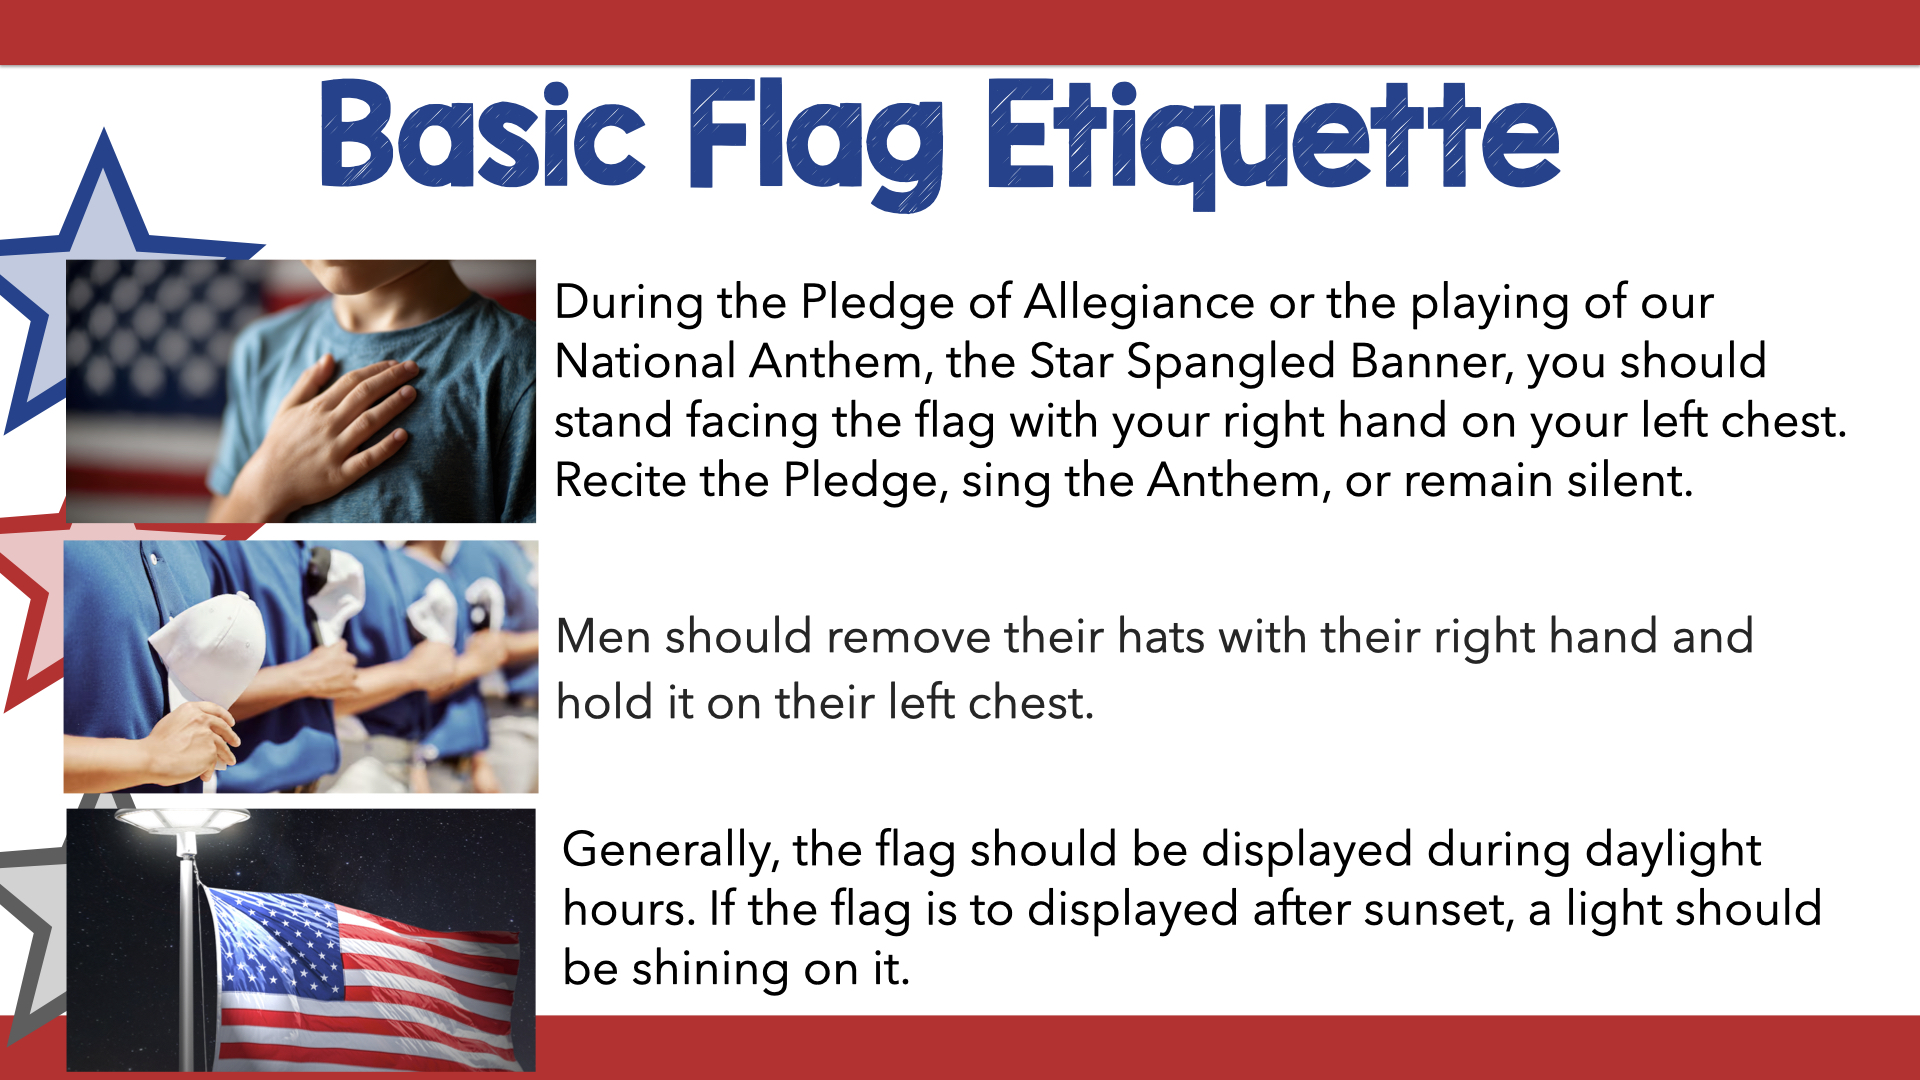 Basic Flag Etiquette
During the Pledge of Allegiance or the playing of our
National Anthem, the Star Spangled Banner, you should
stand facing the flag with your right hand on your left chest.
Recite the Pledge, sing the Anthem, or remain silent.
Men should remove their hats with their right hand and
hold it on their left chest.
Generally, the flag should be displayed during daylight
hours. If the flag is to displayed after sunset, a light should
be shining on it.